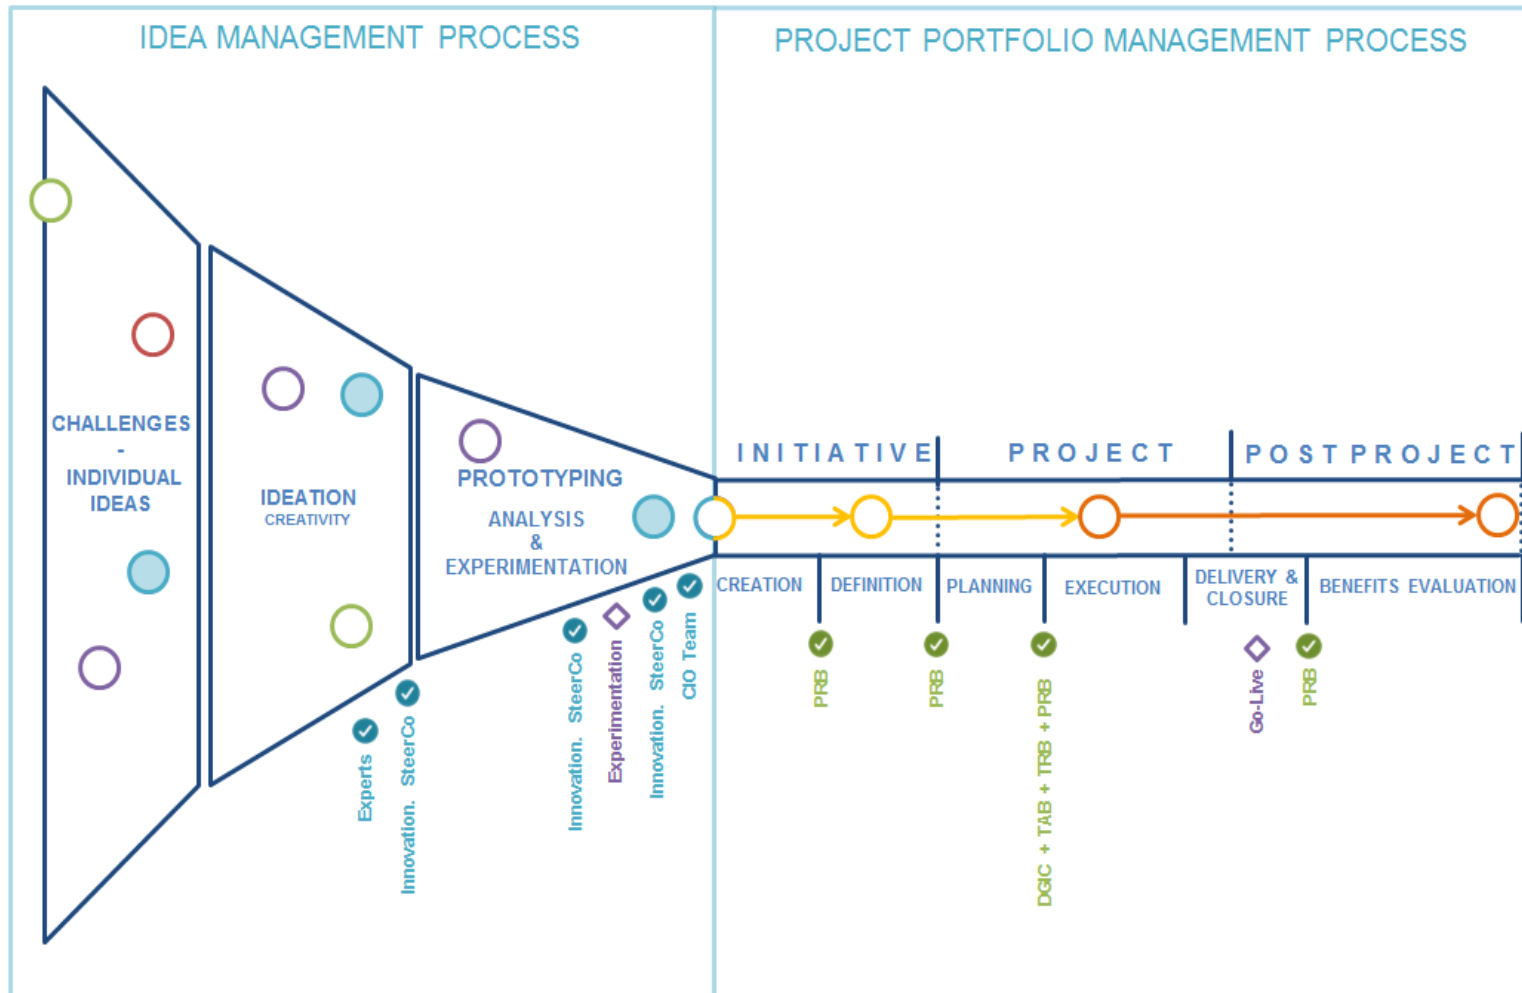 IDEA MANAGEMENT PROCESS
PROJECT PORTFOLIO MANAGEMENT PROCESS
CHALLENGES
-
INDIVIDUAL
IDEAS
IDEATION
CREATIVITY
PROTOTYPING
ANALYSIS
&
EXPERIMENTATION
INITIATIVE
PROJECT
POST PROJECT
CREATION
DEFINITION
PLANNING
EXECUTION
DELIVERY &
CLOSURE
BENEFITS EVALUATION
Experts
Innovation. SteerCo
Innovation. SteerCo
Experimentation
Innovation. SteerCo
CIO Team
PRB
PRB
DGIC + TAB + TRB + PRB
Go-Live
PRB